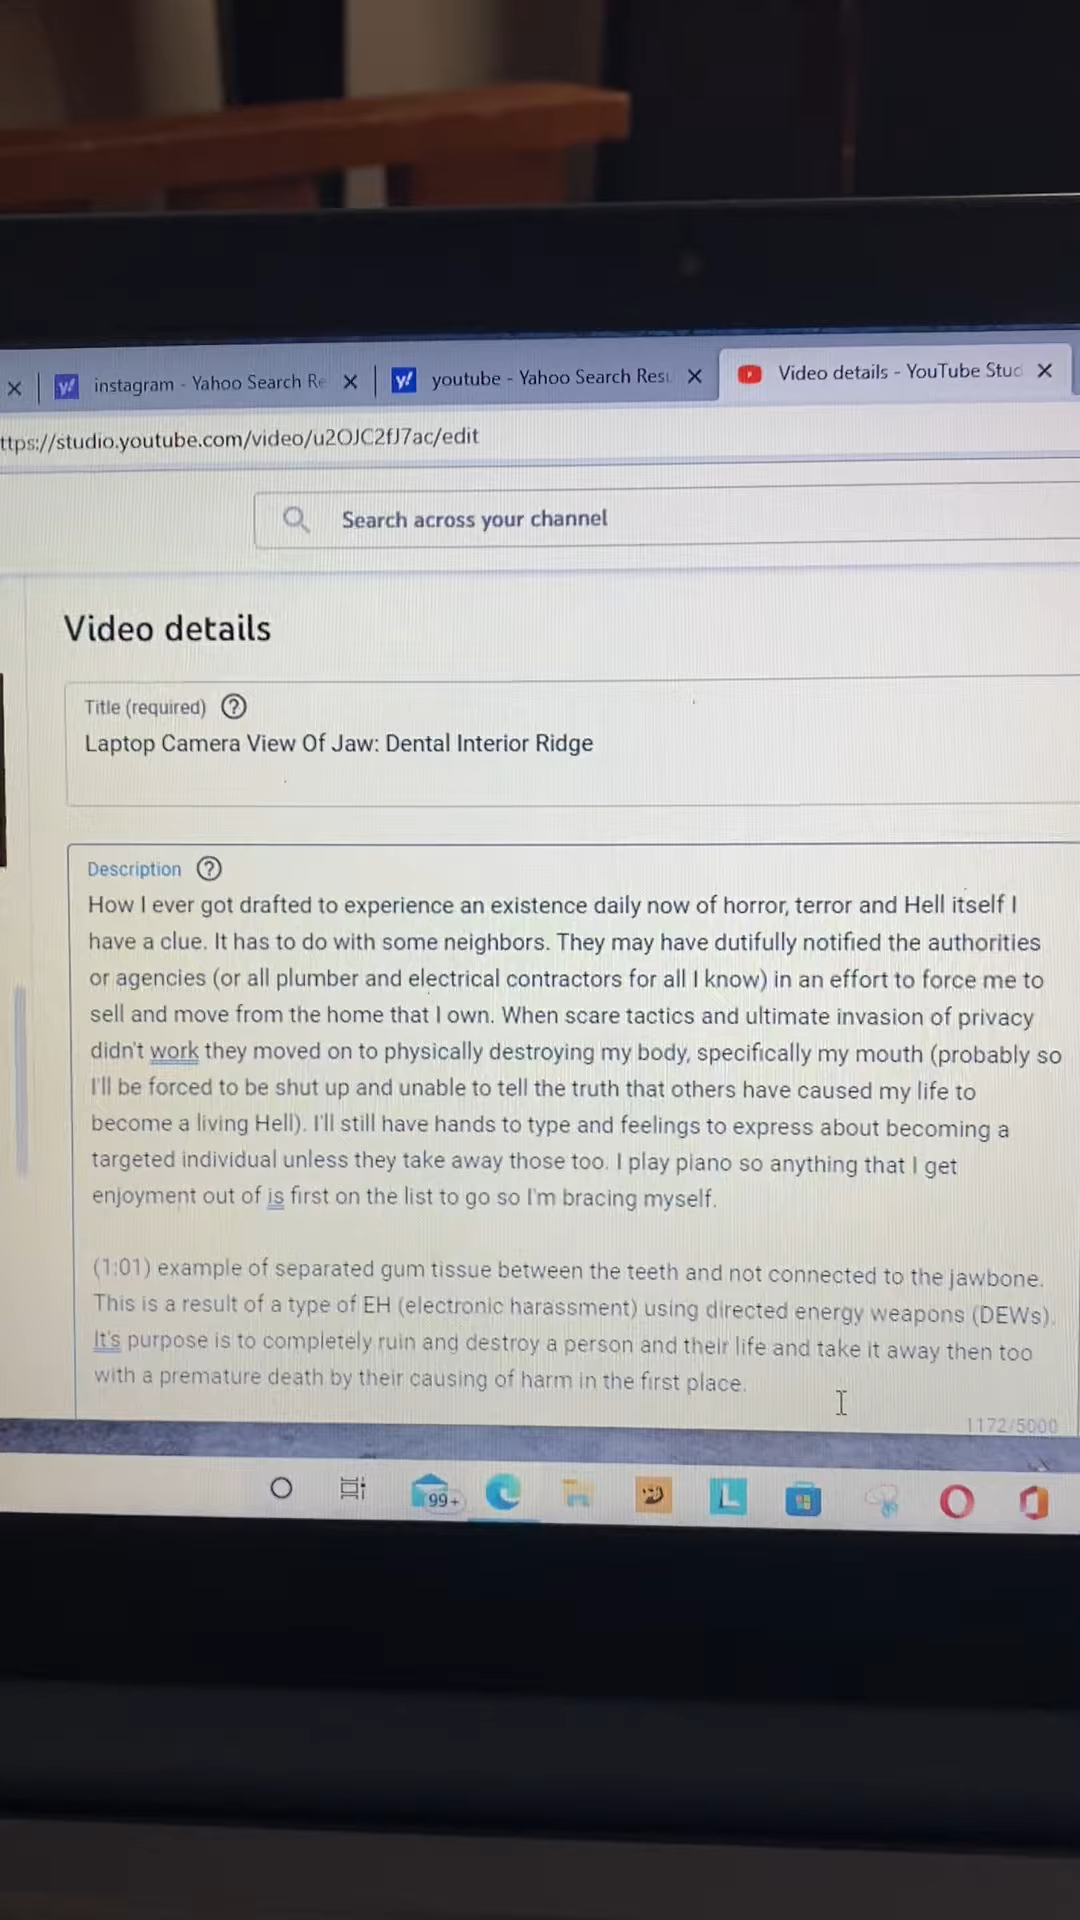 instagram - Yahoo Search Re
youtube - Yahoo Search Resu
Video details - YouTube Stud
ttps://studio.youtube.com/video/u2OJC2fJ7ac/edit
Search across your channel
Video details
Title (required)
Laptop Camera View Of Jaw: Dental Interior Ridge
Description
How I ever got drafted to experience an existence daily now of horror, terror and Hell itself I
have a clue. It has to do with some neighbors. They may have dutifully notified the authorities
or agencies (or all plumber and electrical contractors for all I know) in an effort to force me to
sell and move from the home that I own. When scare tactics and ultimate invasion of privacy
didn't work they moved on to physically destroying my body, specifically my mouth (probably so
I'll be forced to be shut up and unable to tell the truth that others have caused my life to
become a living Hell). I'll still have hands to type and feelings to express about becoming a
targeted individual unless they take away those too. I play piano so anything that I get
enjoyment out of is first on the list to go so I'm bracing myself.
(1:01) example of separated gum tissue between the teeth and not connected to the jawbone.
This is a result of a type of EH (electronic harassment) using directed energy weapons (DEWs).
It's purpose is to completely ruin and destroy a person and their life and take it away then too
with a premature death by their causing of harm in the first place.
1172/5000
99+
L